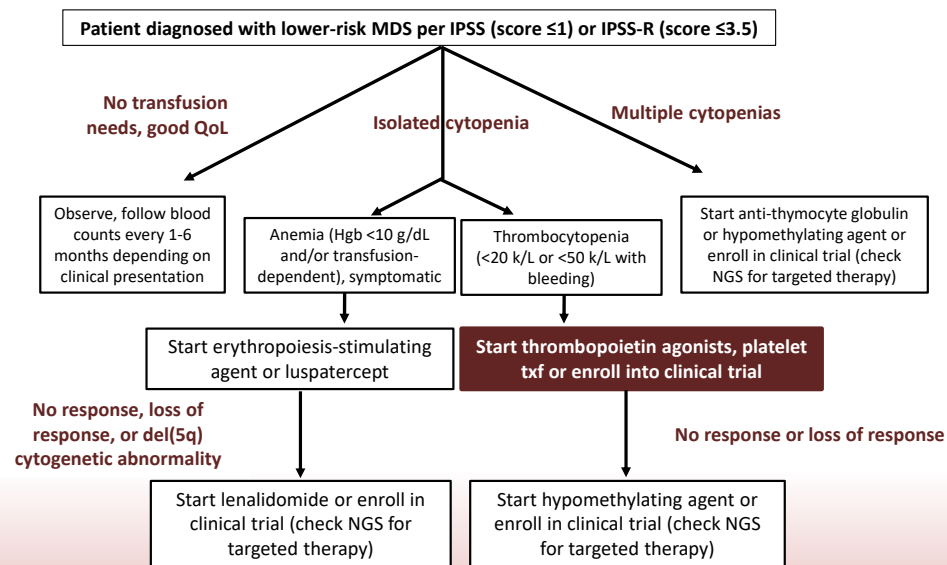 Patient diagnosed with lower-risk MDS per IPSS (score ≤1) or IPSS-R (score ≤3.5)
No transfusion
needs, good QoL
Isolated cytopenia
Multiple cytopenias
Observe, follow blood
counts every 1-6
months depending on
clinical presentation
Anemia (Hgb <10 g/dL
and/or transfusion-
dependent), symptomatic
Thrombocytopenia
(<20 k/L or <50 k/L with
bleeding)
Start anti-thymocyte globulin
or hypomethylating agent or
enroll in clinical trial (check
NGS for targeted therapy)
Start erythropoiesis-stimulating
agent or luspatercept
Start thrombopoietin agonists, platelet
txf or enroll into clinical trial
No response, loss of
response, or del(5q)
cytogenetic abnormality
No response or loss of response
Start lenalidomide or enroll in
clinical trial (check NGS for
targeted therapy)
Start hypomethylating agent or
enroll in clinical trial (check NGS
for targeted therapy)